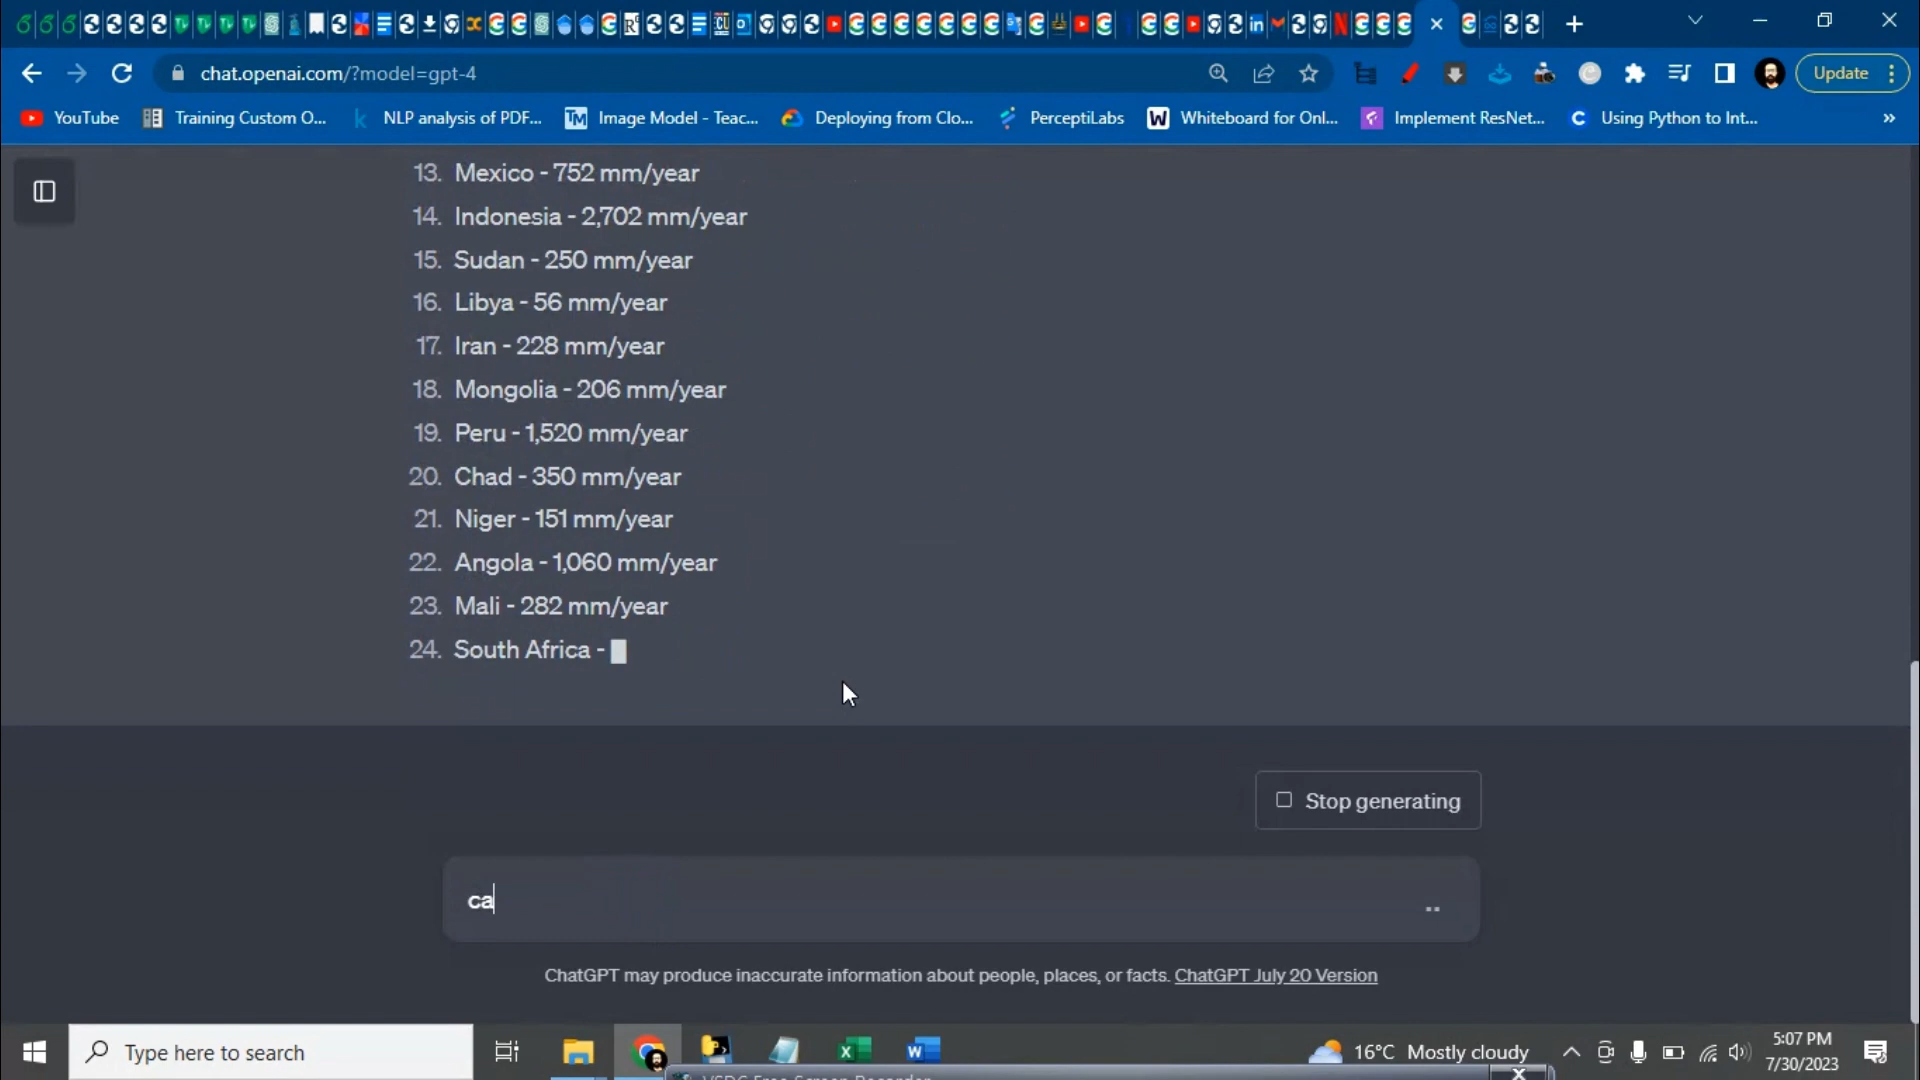 chat.openai.com/?model=gpt-4
Update
YouTube
Training Custom O...
NLP analysis of PDF...
Image Model - Teac...
Deploying from Clo...
PerceptiLabs
Whiteboard for Onl...
Implement ResNet...
Using Python to Int...
»
13. Mexico - 752 mm/year
14. Indonesia - 2,702 mm/year
15. Sudan - 250 mm/year
16. Libya - 56 mm/year
17. Iran - 228 mm/year
18. Mongolia - 206 mm/year
19. Peru - 1,520 mm/year
20. Chad - 350 mm/year
21. Niger - 151 mm/year
22. Angola - 1,060 mm/year
23. Mali - 282 mm/year
24. South Africa -
Stop generating
ca
ChatGPT may produce inaccurate information about people, places, or facts. ChatGPT July 20 Version
Type here to search
16°C Mostly cloudy
5:07 PM
7/30/2023